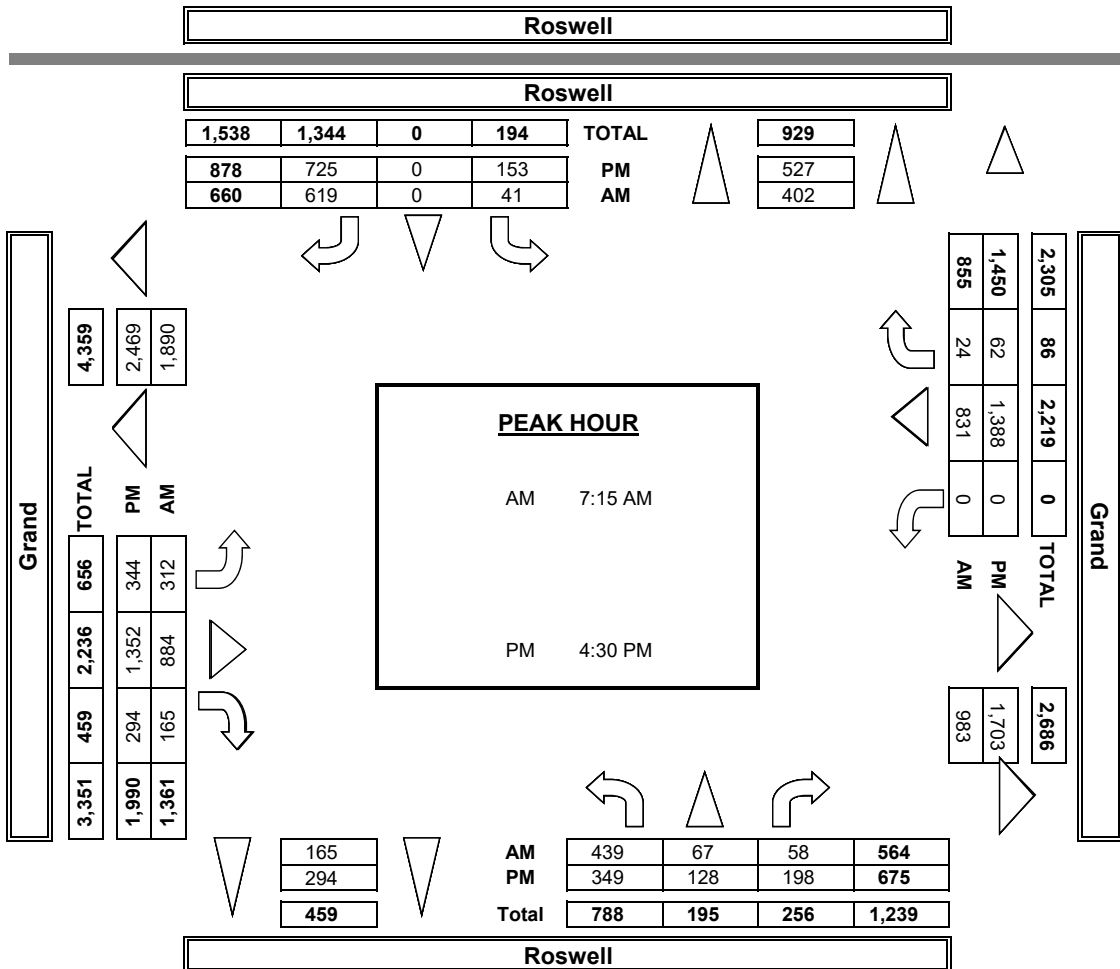 Roswell
Roswell
1,538 1,344 0 194 TOTAL 929
878 725 0 153 PM 527
660 619 0 41 AM 402
Grand
4,359 2,469 1,890
TOTAL PM AM
656 344 312
2,236 1,352 884
459 294 165
3,351 1,990 1,361
PEAK HOUR
AM 7:15 AM
PM 4:30 PM
855 1,450 2,305
24 62 86
831 1,388 2,219
0 0 0
AM PM TOTAL
983 1,703 2,686
Grand
165 AM 439 67 58 564
294 PM 349 128 198 675
459 Total 788 195 256 1,239
Roswell